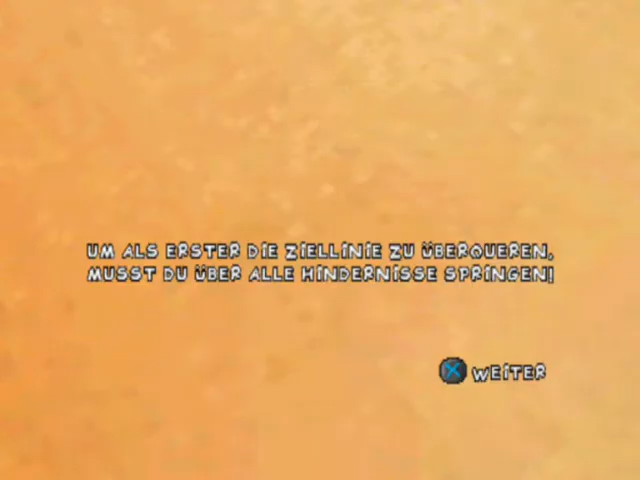 UM ALS ERSTER DIE ZIELLINIE ZU ÜBERQUEREN,
MUSST DU ÜBER ALLE HINDERNISSE SPRINGEN!
WEITER